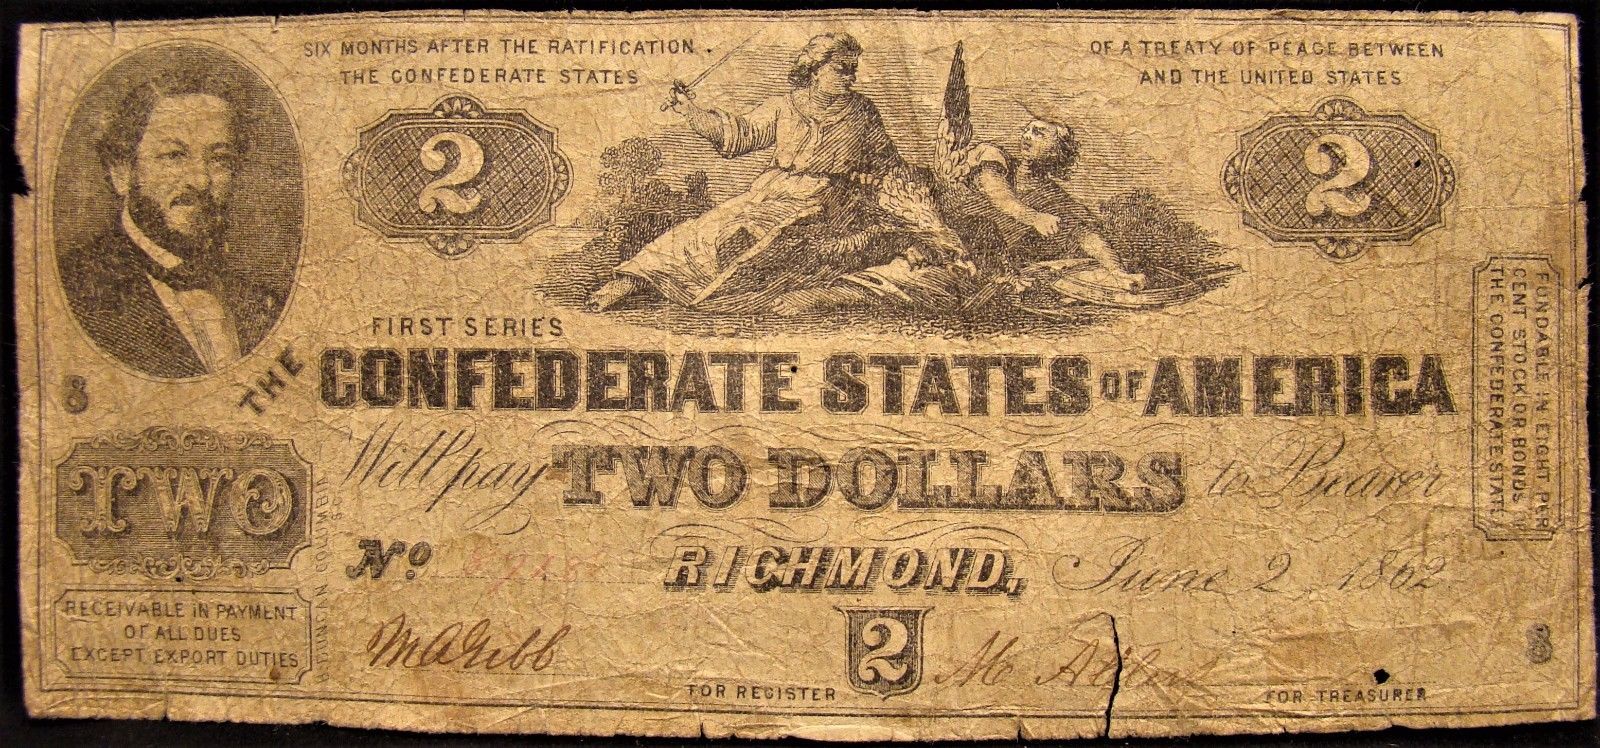 SIX MONTHS AFTER THE RATIFICATION
OF A TREATY OF PEACE BETWEEN
THE CONFEDERATE STATES
AND THE UNITED STATES
2
2
FIRST SERIES
THE CONFEDERATE STATES OF AMERICA
8
Will pay TWO DOLLARS to Bearer
TWO
No.
RICHMOND, June 2 1862
RECEIVABLE IN PAYMENT
OF ALL DUES
EXCEPT EXPORT DUTIES
2
FOR REGISTER
FOR TREASURER
FUNDABLE IN EIGHT PER
CENT STOCK OR BONDS OF
THE CONFEDERATE STATES
8